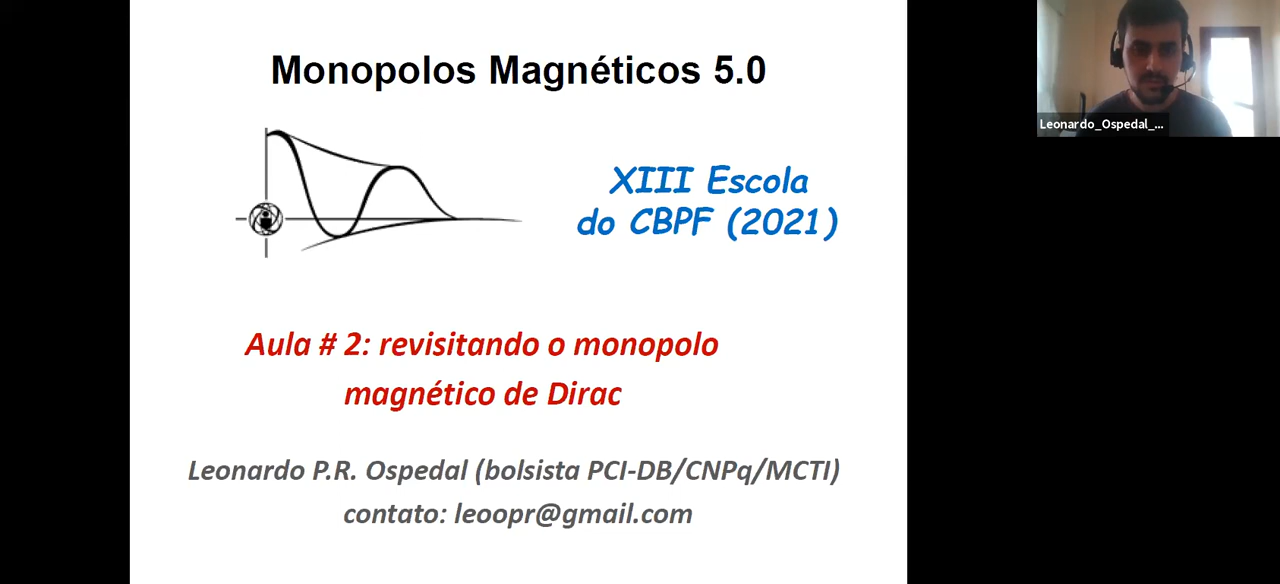 Monopolos Magnéticos 5.0
XIII Escola
do CBPF (2021)
Aula # 2: revisitando o monopolo
magnético de Dirac
Leonardo P.R. Ospedal (bolsista PCI-DB/CNPq/MCTI)
contato: leoopr@gmail.com
Leonardo_Ospedal_...